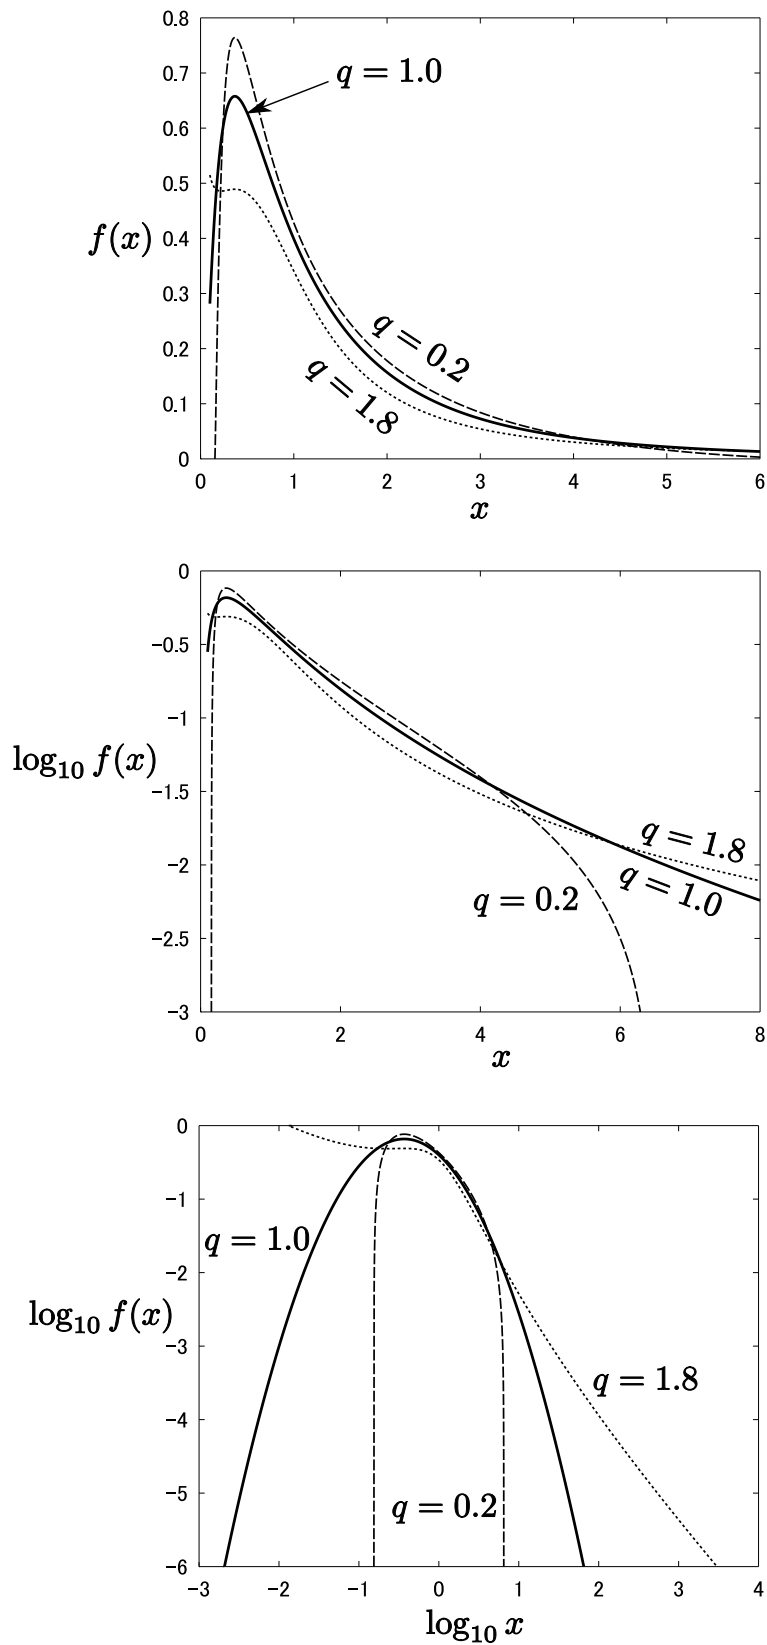 0.8
0.7
q = 1.0
0.6
0.5
f(x)
0.4
0.3
q = 0.2
0.2
q = 1.8
0.1
0
0 1 2 3 4 5 6
x
0
−0.5
−1
log₁₀ f(x)
−1.5
q = 1.8
−2
q = 1.0
q = 0.2
−2.5
−3
0 2 4 6 8
x
0
−1
q = 1.0
−2
log₁₀ f(x)
−3
q = 1.8
−4
−5
q = 0.2
−6
−3 −2 −1 0 1 2 3 4
log₁₀ x